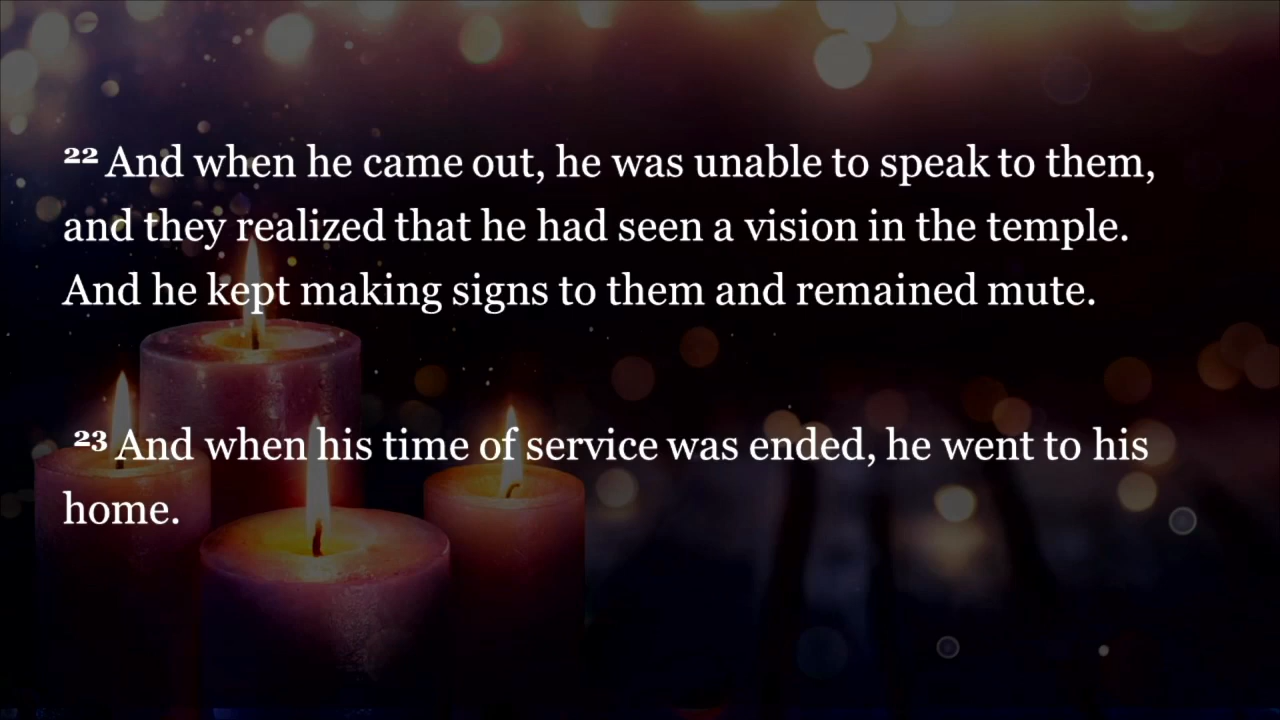 22 And when he came out, he was unable to speak to them,
and they realized that he had seen a vision in the temple.
And he kept making signs to them and remained mute.
23 And when his time of service was ended, he went to his
home.